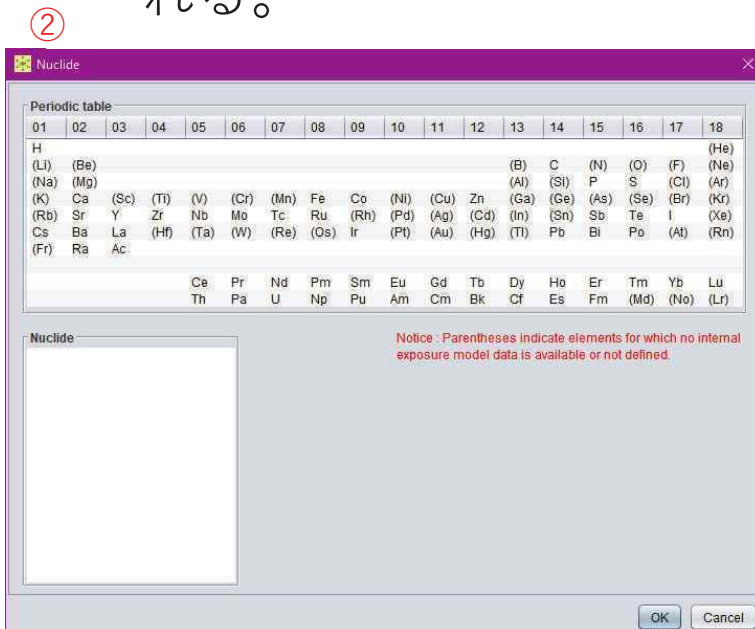 れる。
②
Nuclide
Periodic table
01 02 03 04 05 06 07 08 09 10 11 12 13 14 15 16 17 18
H (He)
(Li) (Be) (B) C (N) (O) (F) (Ne)
(Na) (Mg) (Al) (Si) P S (Cl) (Ar)
(K) Ca (Sc) (Ti) (V) (Cr) (Mn) Fe Co (Ni) (Cu) Zn (Ga) (Ge) (As) (Se) (Br) (Kr)
(Rb) Sr Y Zr Nb Mo Tc Ru (Rh) (Pd) (Ag) (Cd) (In) (Sn) Sb Te I (Xe)
Cs Ba La (Hf) (Ta) (W) (Re) (Os) Ir (Pt) (Au) (Hg) (Tl) Pb Bi Po (At) (Rn)
(Fr) Ra Ac
Ce Pr Nd Pm Sm Eu Gd Tb Dy Ho Er Tm Yb Lu
Th Pa U Np Pu Am Cm Bk Cf Es Fm (Md) (No) (Lr)
Nuclide
Notice : Parentheses indicate elements for which no internal
exposure model data is available or not defined.
OK Cancel